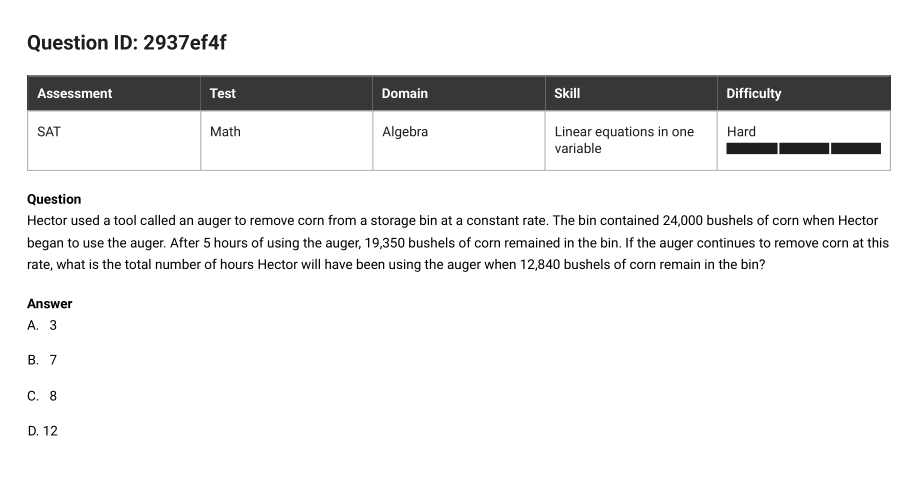 Question ID: 2937ef4f
Assessment Test Domain Skill Difficulty
SAT Math Algebra Linear equations in one variable Hard
Question
Hector used a tool called an auger to remove corn from a storage bin at a constant rate. The bin contained 24,000 bushels of corn when Hector
began to use the auger. After 5 hours of using the auger, 19,350 bushels of corn remained in the bin. If the auger continues to remove corn at this
rate, what is the total number of hours Hector will have been using the auger when 12,840 bushels of corn remain in the bin?
Answer
A. 3
B. 7
C. 8
D. 12